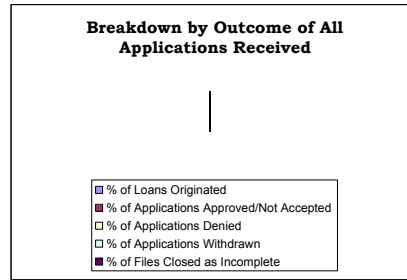 Breakdown by Outcome of All
Applications Received
% of Loans Originated
% of Applications Approved/Not Accepted
% of Applications Denied
% of Applications Withdrawn
% of Files Closed as Incomplete